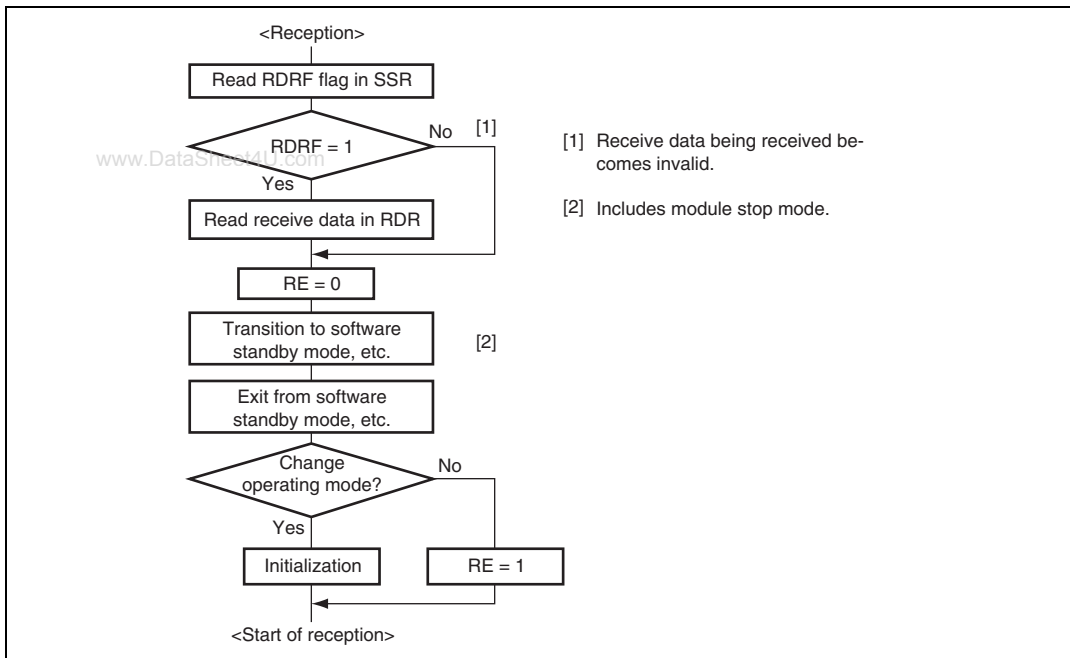 <Reception>
Read RDRF flag in SSR
No [1]
RDRF = 1
www.DataSheet4U.com
Yes
Read receive data in RDR
RE = 0
Transition to software
standby mode, etc.
[2]
Exit from software
standby mode, etc.
Change
operating mode?
No
Yes
Initialization
RE = 1
<Start of reception>
[1] Receive data being received be-
comes invalid.
[2] Includes module stop mode.